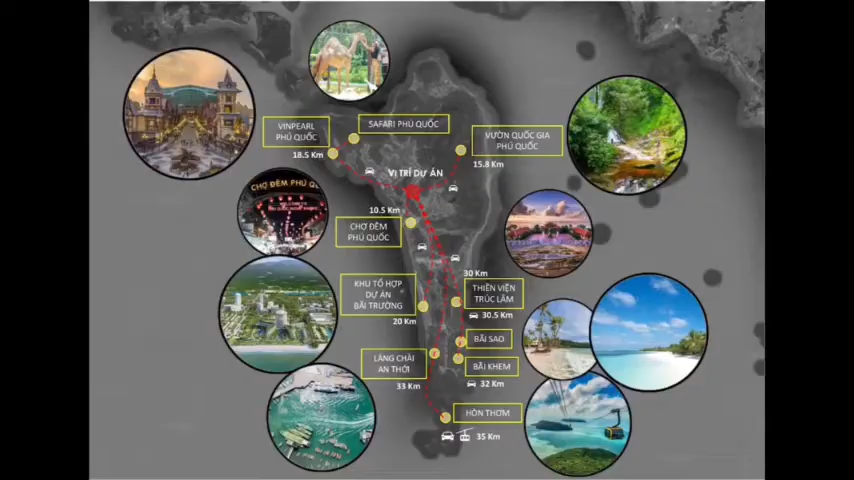 SAFARI PHÚ QUỐC
VINPEARL
PHÚ QUỐC
18.5 Km
VƯỜN QUỐC GIA
PHÚ QUỐC
15.8 Km
VỊ TRÍ DỰ ÁN
CHỢ ĐÊM PHÚ QU
10.5 Km
CHỢ ĐÊM
PHÚ QUỐC
30 Km
KHU TỔ HỢP
DỰ ÁN
BÃI TRƯỜNG
20 Km
THIỀN VIỆN
TRÚC LÂM
30.5 Km
BÃI SAO
LÀNG CHÀI
AN THỚI
33 Km
BÃI KHEM
32 Km
HÒN THƠM
35 Km